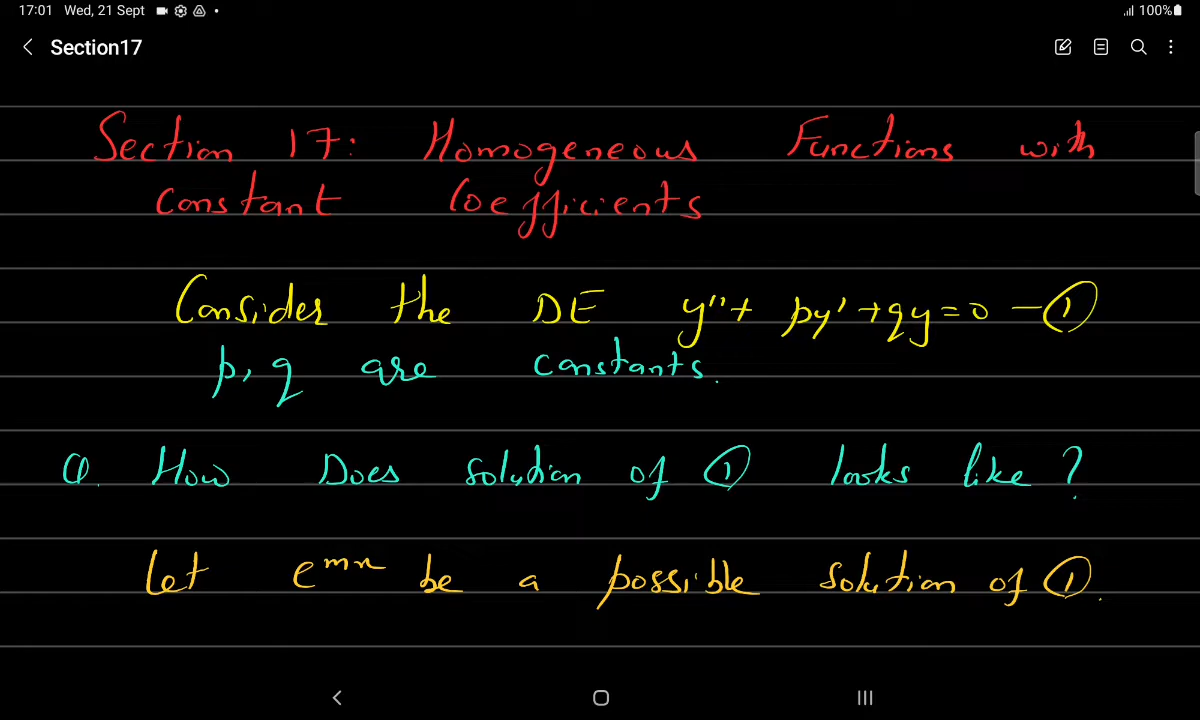 17:01 Wed, 21 Sept
100%
Section17
Section 17: Homogeneous Functions with
constant Coefficients
Consider the DE y''+ py'+qy=0 —①
p, q are constants.
Q. How Does solution of ① looks like?
Let e^{mx} be a possible solution of ①.